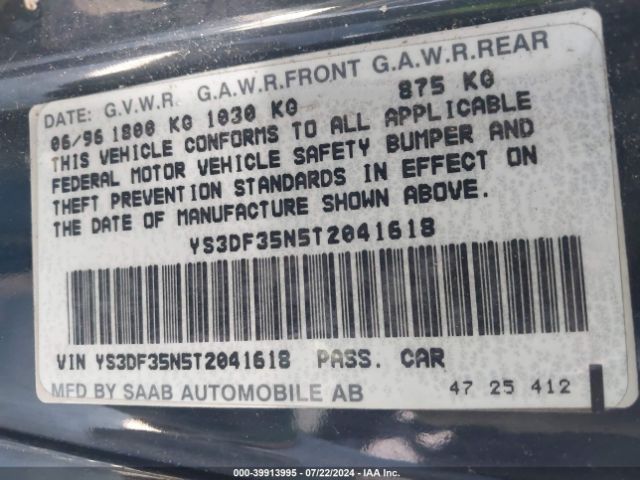 DATE: G.V.W.R. G.A.W.R.FRONT G.A.W.R.REAR
06/96 1800 KG 1030 KG 875 KG
THIS VEHICLE CONFORMS TO ALL APPLICABLE
FEDERAL MOTOR VEHICLE SAFETY BUMPER AND
THEFT PREVENTION STANDARDS IN EFFECT ON
THE DATE OF MANUFACTURE SHOWN ABOVE.
YS3DF35N5T2041618
VIN YS3DF35N5T2041618 PASS. CAR
MFD BY SAAB AUTOMOBILE AB 47 25 412
000-39913995 - 07/22/2024 - IAA Inc.